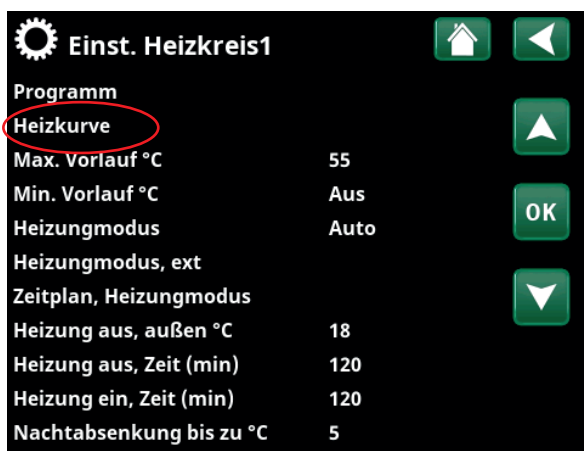 Einst. Heizkreis1
Programm
Heizkurve
Max. Vorlauf °C 55
Min. Vorlauf °C Aus
Heizungmodus Auto
OK
Heizungmodus, ext
Zeitplan, Heizungmodus
Heizung aus, außen °C 18
Heizung aus, Zeit (min) 120
Heizung ein, Zeit (min) 120
Nachtabsenkung bis zu °C 5